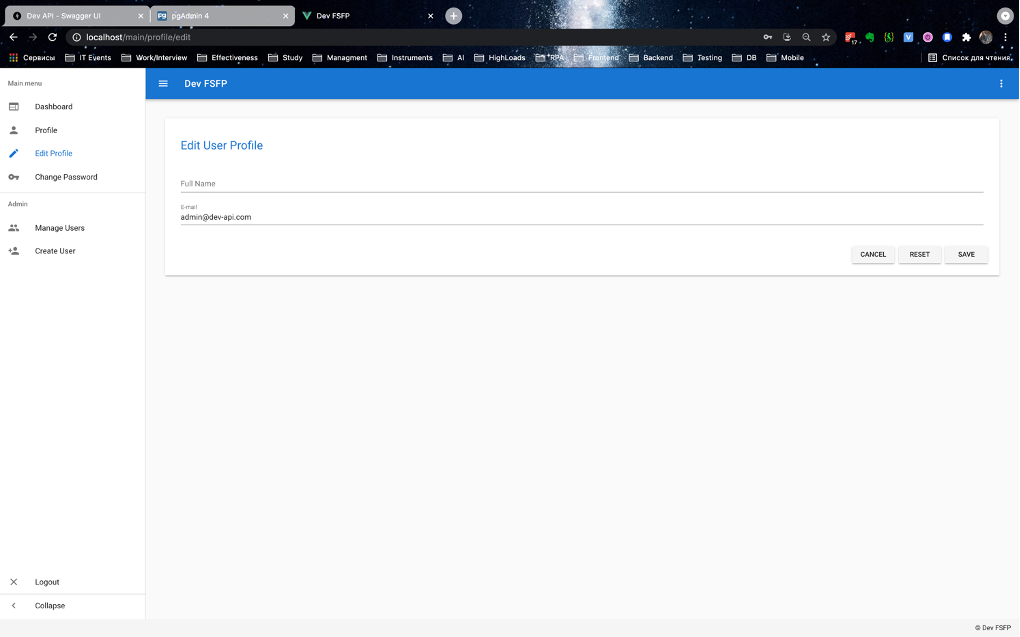 Dev API - Swagger UI
pgAdmin 4
Dev FSFP
localhost/main/profile/edit
17
Сервисы
IT Events
Work/Interview
Effectiveness
Study
Managment
Instruments
AI
HighLoads
RPA
Frontend
Backend
Testing
DB
Mobile
Список для чтения
Main menu
Dashboard
Profile
Edit Profile
Change Password
Admin
Manage Users
Create User
Logout
Collapse
Dev FSFP
Edit User Profile
Full Name
E-mail
admin@dev-api.com
CANCEL
RESET
SAVE
© Dev FSFP